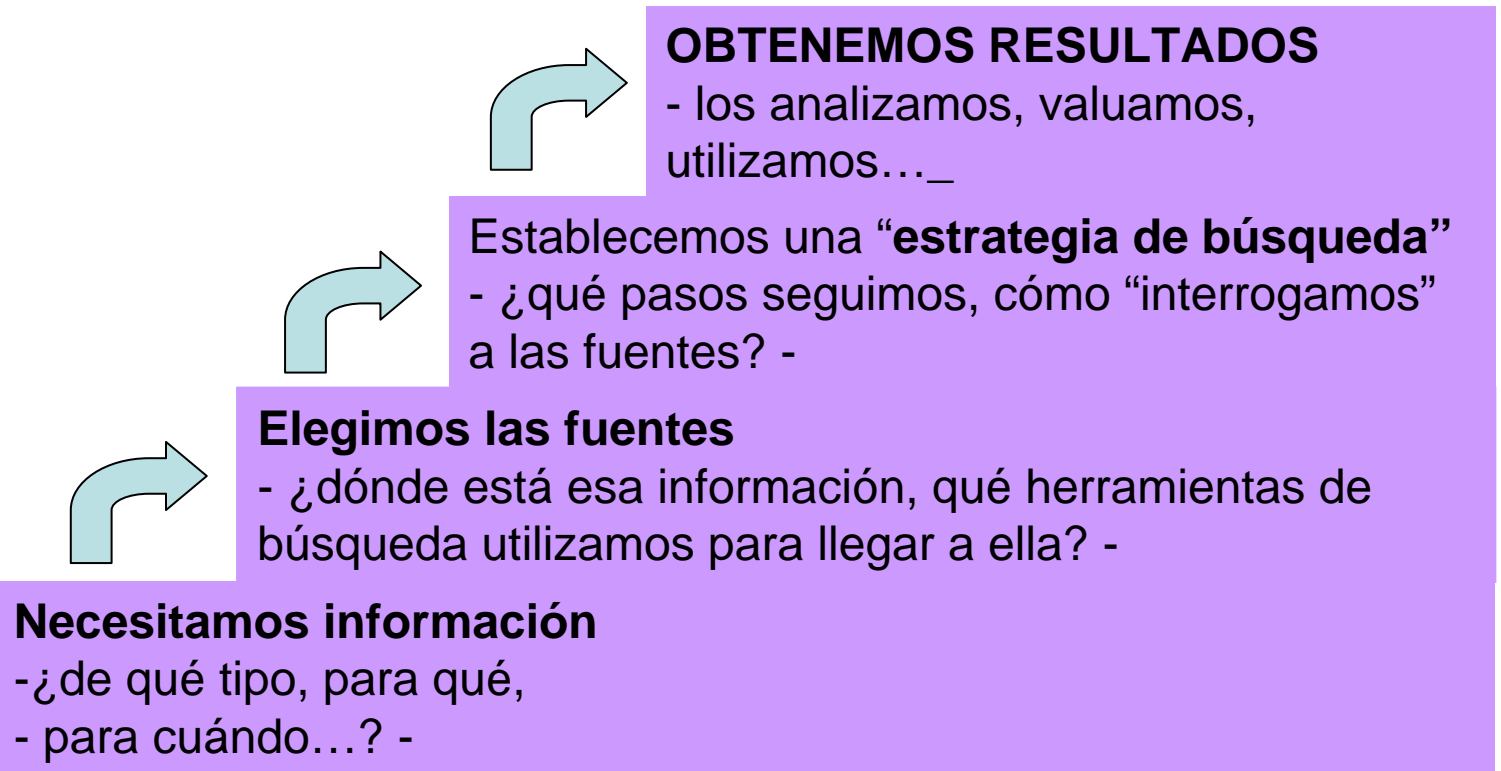 OBTENEMOS RESULTADOS
- los analizamos, valuamos,
utilizamos…_
Establecemos una “estrategia de búsqueda”
- ¿qué pasos seguimos, cómo “interrogamos”
a las fuentes? -
Elegimos las fuentes
- ¿dónde está esa información, qué herramientas de
búsqueda utilizamos para llegar a ella? -
Necesitamos información
-¿de qué tipo, para qué,
- para cuándo…? -